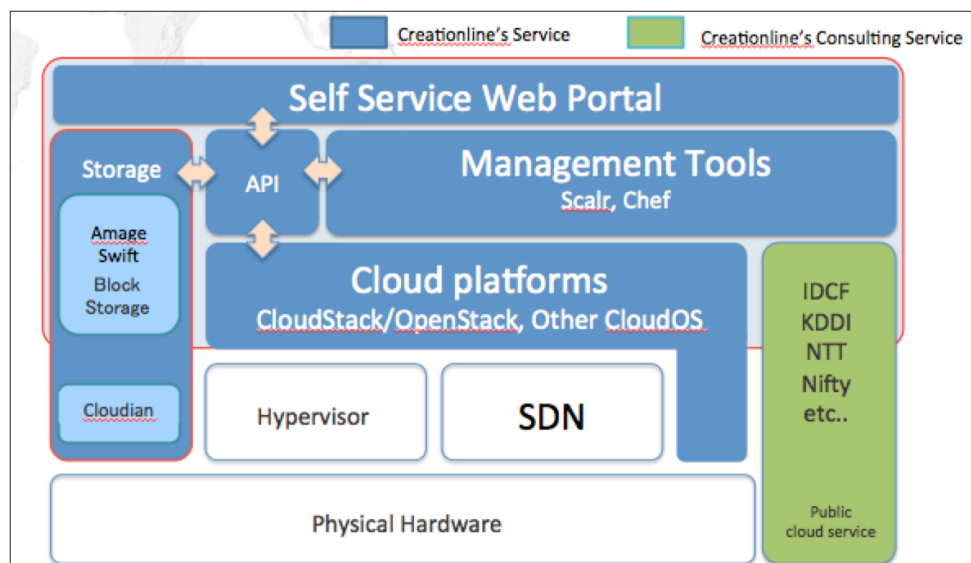 Creationline's Service
Creationline's Consulting Service
Self Service Web Portal
Storage
Amage
Swift
Block
Storage
Cloudian
API
Management Tools
Scalr, Chef
Cloud platforms
CloudStack/OpenStack, Other CloudOS
Hypervisor
SDN
IDCF
KDDI
NTT
Nifty
etc..
Public
cloud service
Physical Hardware